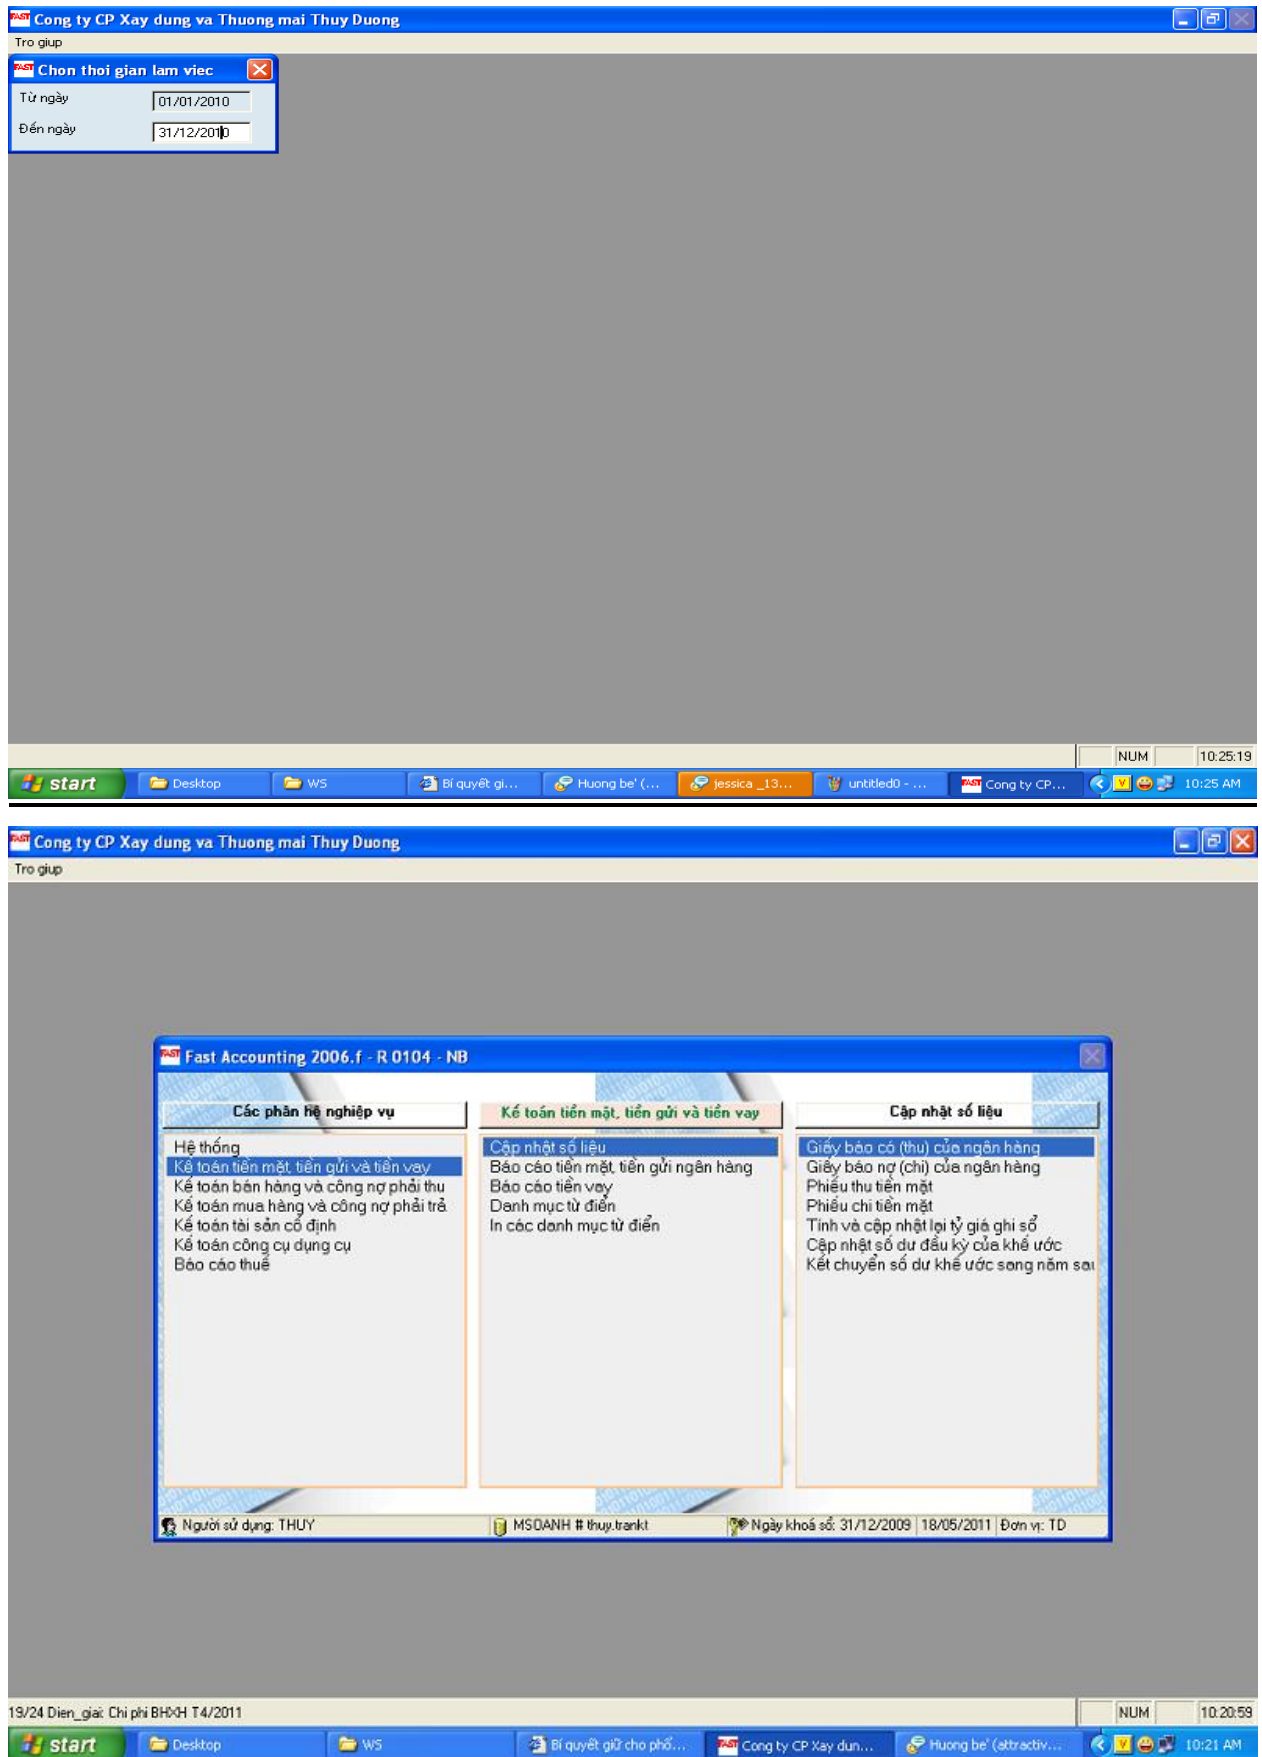 FAST Cong ty CP Xay dung va Thuong mai Thuy Duong
Tro giup
FAST Chon thoi gian lam viec
Từ ngày 01/01/2010
Đến ngày 31/12/2010
NUM 10:25:19
start Desktop WS Bí quyết gi... Huong be' (... jessica _13... untitled0 - ... FAST Cong ty CP... V 10:25 AM
FAST Cong ty CP Xay dung va Thuong mai Thuy Duong
Tro giup
FAST Fast Accounting 2006.f - R 0104 - NB
Các phân hệ nghiệp vụ
Hệ thống
Kế toán tiền mặt, tiền gửi và tiền vay
Kế toán bán hàng và công nợ phải thu
Kế toán mua hàng và công nợ phải trả
Kế toán tài sản cố định
Kế toán công cụ dụng cụ
Báo cáo thuế
Kế toán tiền mặt, tiền gửi và tiền vay
Cập nhật số liệu
Báo cáo tiền mặt, tiền gửi ngân hàng
Báo cáo tiền vay
Danh mục từ điển
In các danh mục từ điển
Cập nhật số liệu
Giấy báo có (thu) của ngân hàng
Giấy báo nợ (chi) của ngân hàng
Phiếu thu tiền mặt
Phiếu chi tiền mặt
Tính và cập nhật lại tỷ giá ghi sổ
Cập nhật số dư đầu kỳ của khế ước
Kết chuyển số dư khế ước sang năm sau
Người sử dụng: THUY MSOANH # thuy.trankt Ngày khoá sổ: 31/12/2009 18/05/2011 Đơn vị: TD
19/24 Dien_giai: Chi phi BHXH T4/2011 NUM 10:20:59
start Desktop WS Bí quyết giữ cho phố... FAST Cong ty CP Xay dun... Huong be' (attractiv... V 10:21 AM